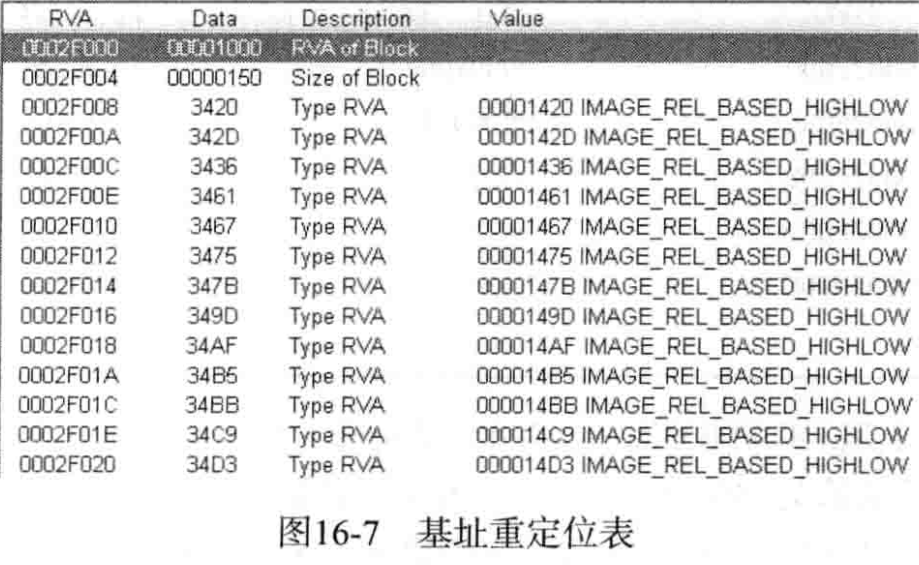 RVA Data Description Value
0002F000 00001000 RVA of Block
0002F004 00000150 Size of Block
0002F008 3420 Type RVA 00001420 IMAGE_REL_BASED_HIGHLOW
0002F00A 342D Type RVA 0000142D IMAGE_REL_BASED_HIGHLOW
0002F00C 3436 Type RVA 00001436 IMAGE_REL_BASED_HIGHLOW
0002F00E 3461 Type RVA 00001461 IMAGE_REL_BASED_HIGHLOW
0002F010 3467 Type RVA 00001467 IMAGE_REL_BASED_HIGHLOW
0002F012 3475 Type RVA 00001475 IMAGE_REL_BASED_HIGHLOW
0002F014 347B Type RVA 0000147B IMAGE_REL_BASED_HIGHLOW
0002F016 349D Type RVA 0000149D IMAGE_REL_BASED_HIGHLOW
0002F018 34AF Type RVA 000014AF IMAGE_REL_BASED_HIGHLOW
0002F01A 34B5 Type RVA 000014B5 IMAGE_REL_BASED_HIGHLOW
0002F01C 34BB Type RVA 000014BB IMAGE_REL_BASED_HIGHLOW
0002F01E 34C9 Type RVA 000014C9 IMAGE_REL_BASED_HIGHLOW
0002F020 34D3 Type RVA 000014D3 IMAGE_REL_BASED_HIGHLOW
图16-7 基址重定位表